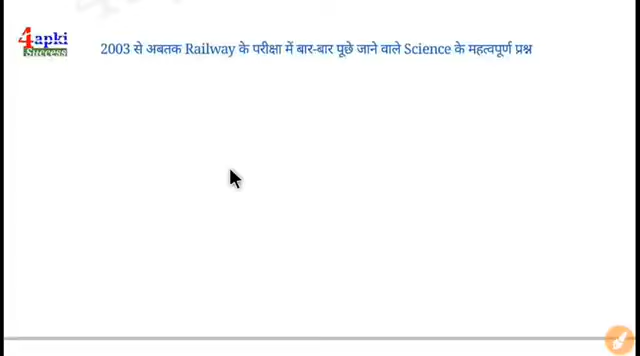 4apki
Success
2003 से अबतक Railway के परीक्षा में बार-बार पूछे जाने वाले Science के महत्वपूर्ण प्रश्न